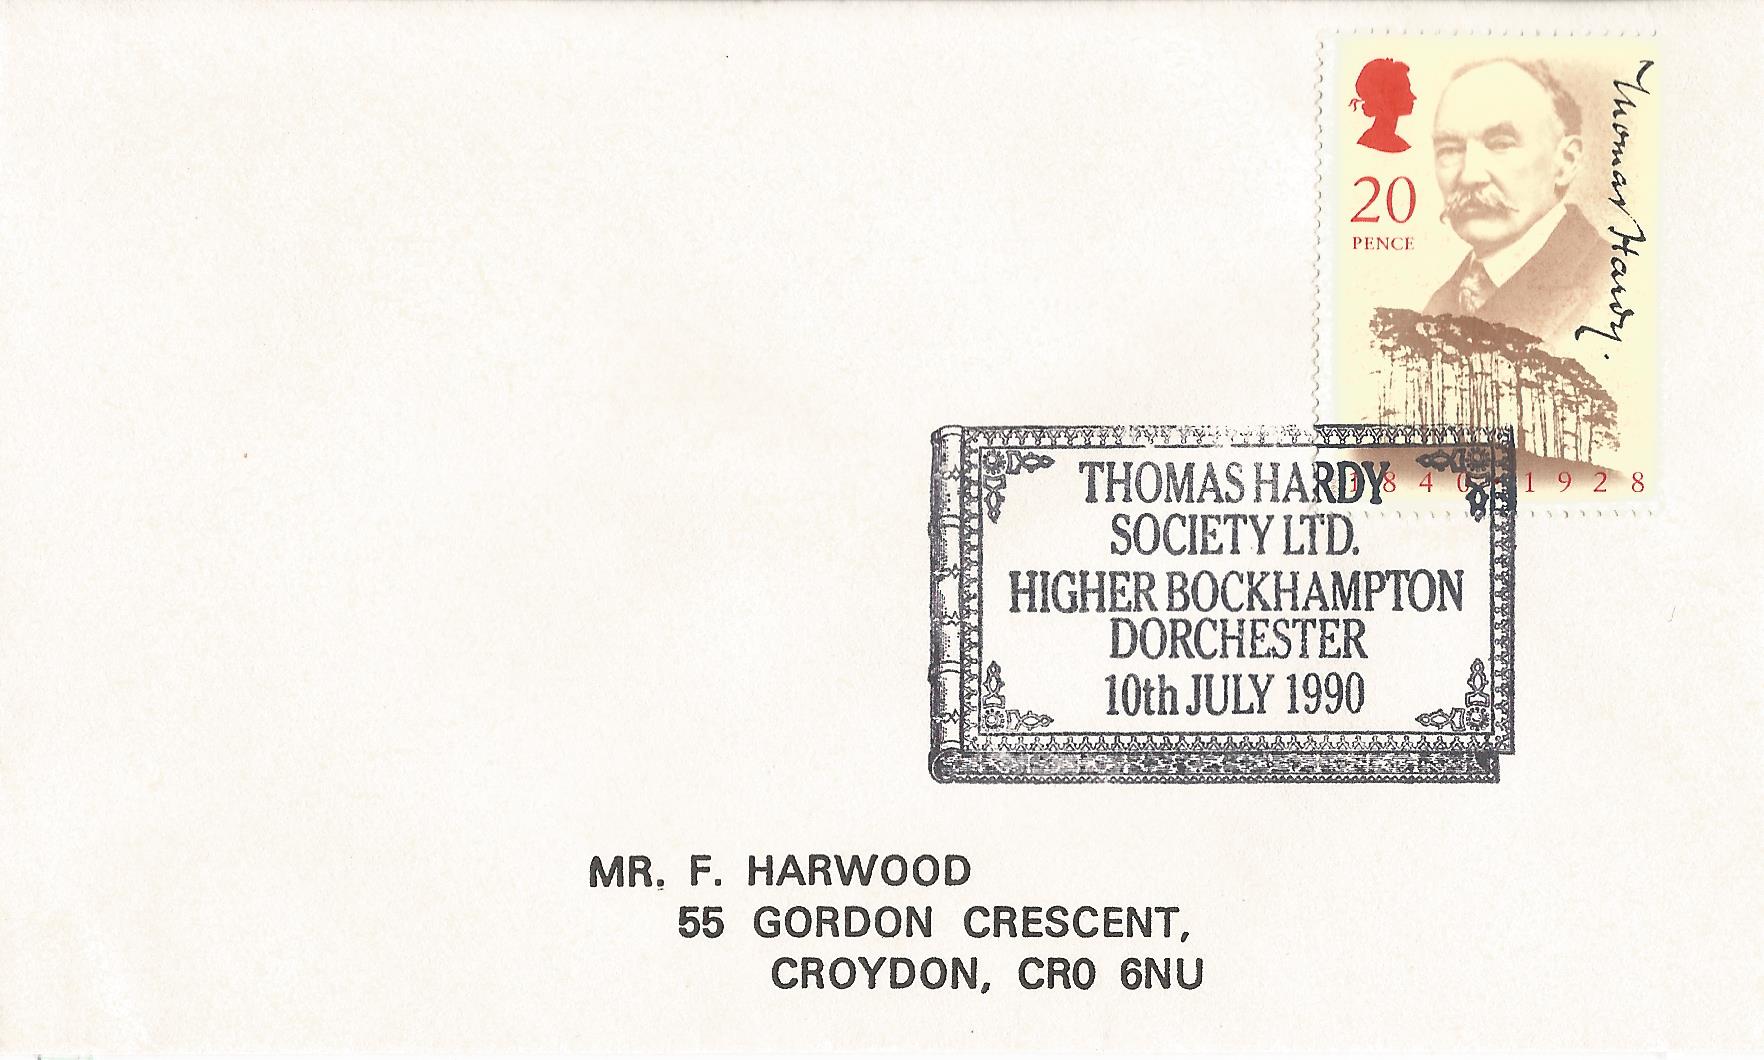 20
PENCE
Thomas Hardy.
1840 1928
THOMAS HARDY
SOCIETY LTD.
HIGHER BOCKHAMPTON
DORCHESTER
10th JULY 1990
MR. F. HARWOOD
55 GORDON CRESCENT,
CROYDON, CR0 6NU